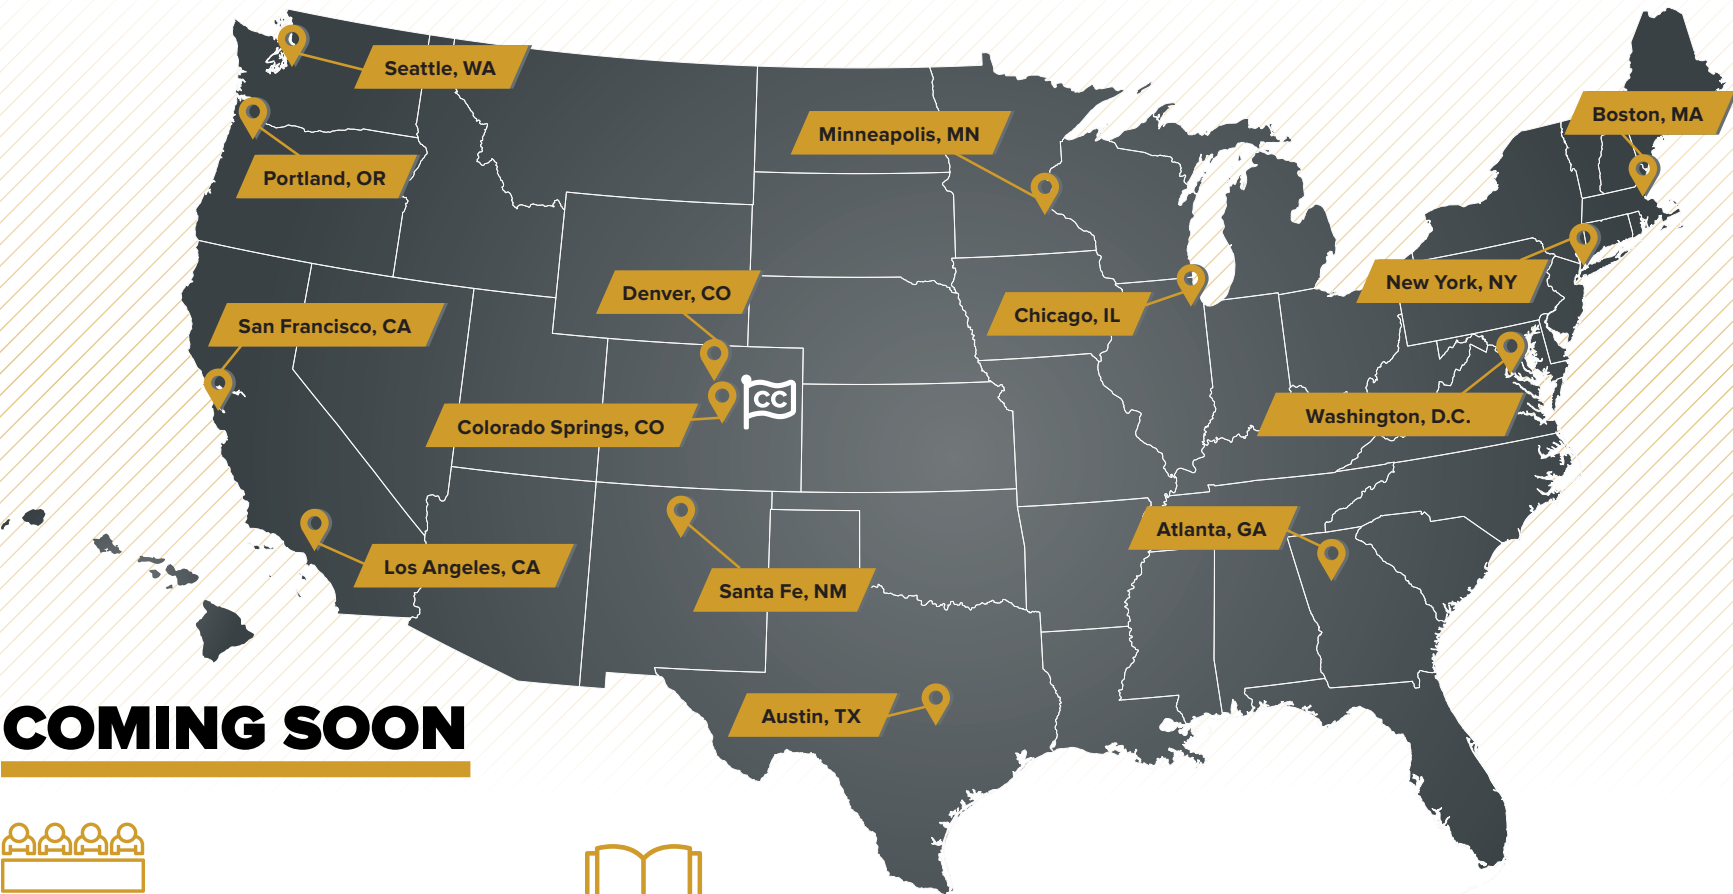 Seattle, WA
Boston, MA
Minneapolis, MN
Portland, OR
New York, NY
Denver, CO
Chicago, IL
San Francisco, CA
CC
Washington, D.C.
Colorado Springs, CO
Atlanta, GA
Los Angeles, CA
Santa Fe, NM
Austin, TX
COMING SOON